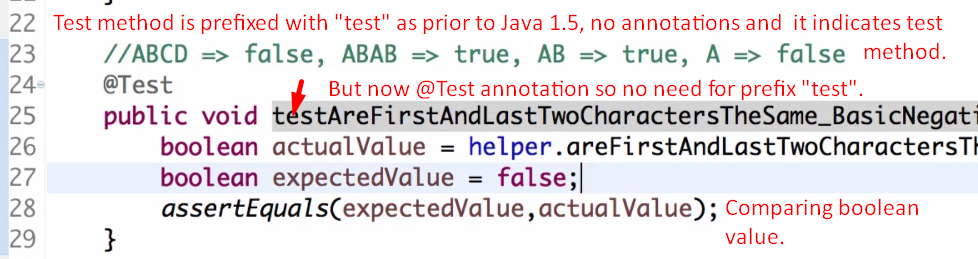 22 Test method is prefixed with "test" as prior to Java 1.5, no annotations and it indicates test
23 //ABCD => false, ABAB => true, AB => true, A => false method.
24 @Test
But now @Test annotation so no need for prefix "test".
25 public void testAreFirstAndLastTwoCharactersTheSame_BasicNegati
26 boolean actualValue = helper.areFirstAndLastTwoCharactersTh
27 boolean expectedValue = false;
28 assertEquals(expectedValue,actualValue); Comparing boolean
29 } value.